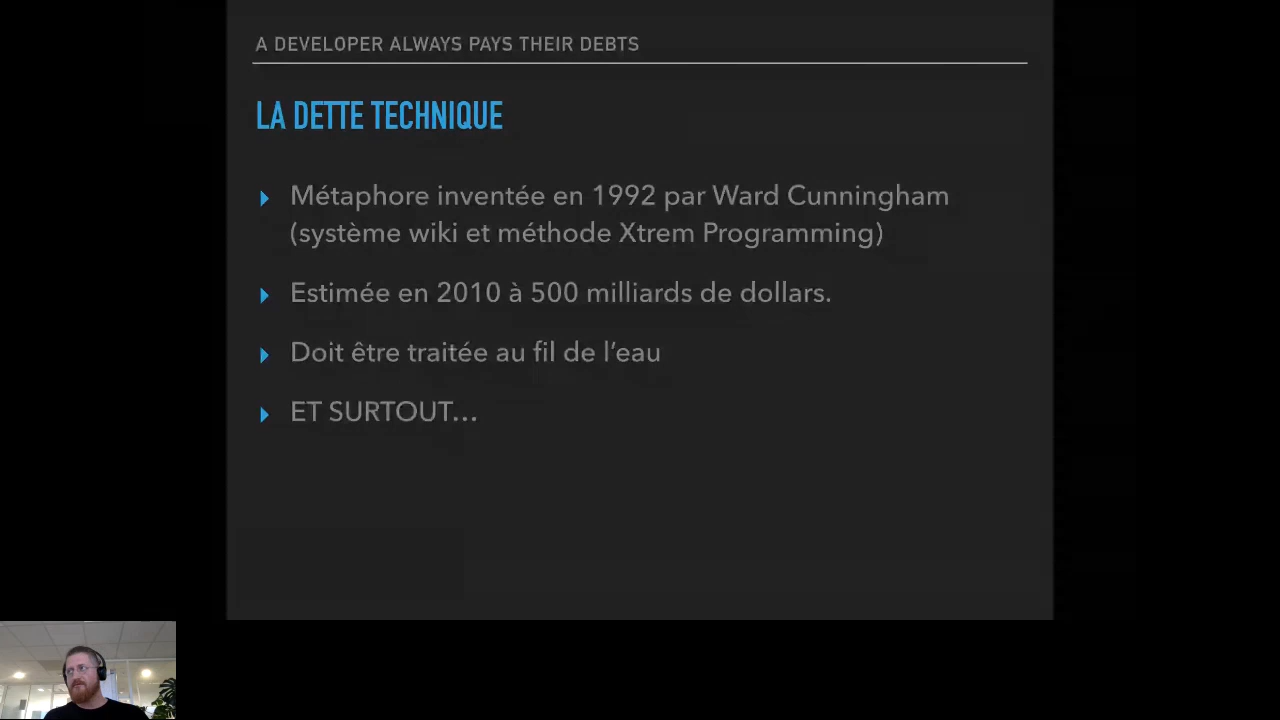 A DEVELOPER ALWAYS PAYS THEIR DEBTS
LA DETTE TECHNIQUE
Métaphore inventée en 1992 par Ward Cunningham
(système wiki et méthode Xtrem Programming)
Estimée en 2010 à 500 milliards de dollars.
Doit être traitée au fil de l’eau
ET SURTOUT…